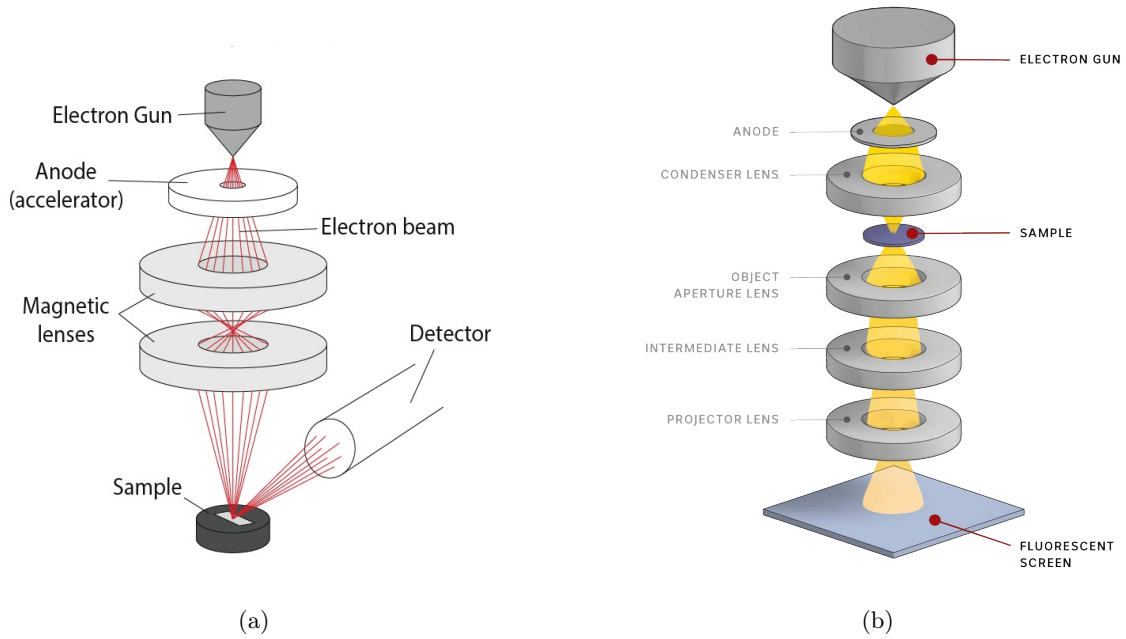 Electron Gun
Anode
(accelerator)
Electron beam
Magnetic
lenses
Detector
Sample
(a)
ELECTRON GUN
ANODE
CONDENSER LENS
SAMPLE
OBJECT
APERTURE LENS
INTERMEDIATE LENS
PROJECTOR LENS
FLUORESCENT
SCREEN
(b)